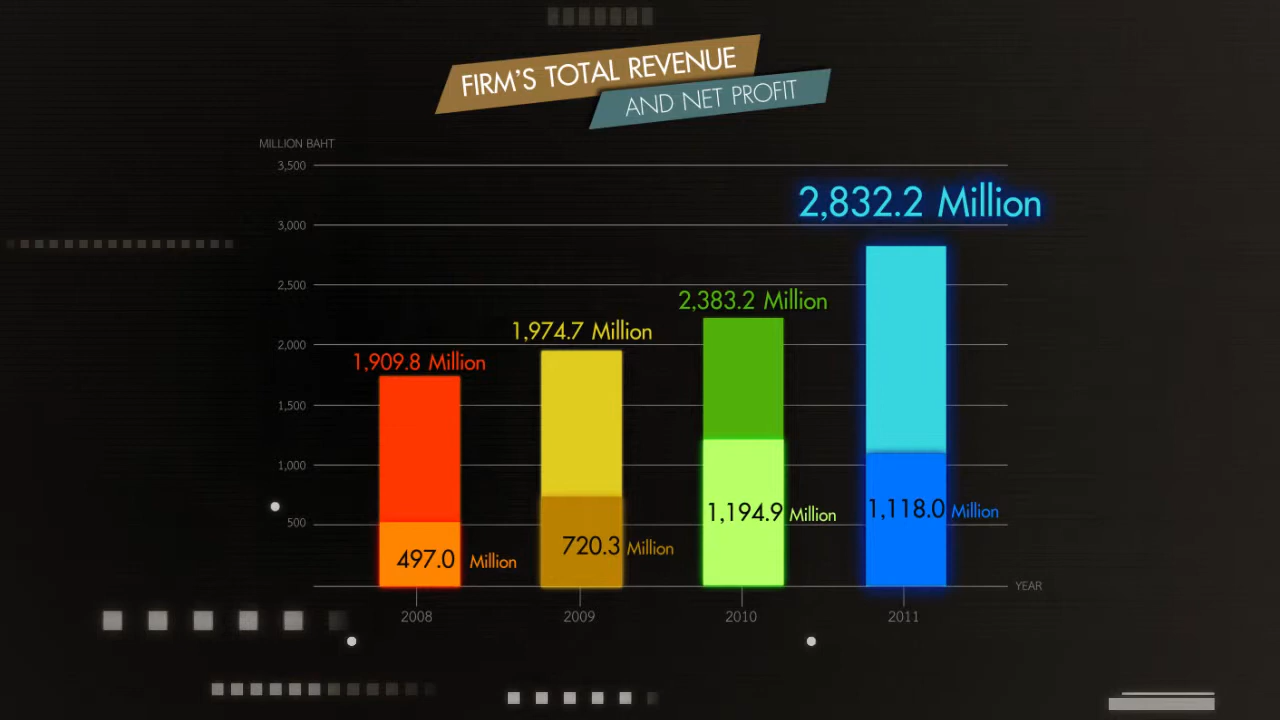 FIRM'S TOTAL REVENUE
AND NET PROFIT
MILLION BAHT
3,500
2,832.2 Million
3,000
2,500
2,383.2 Million
1,974.7 Million
2,000
1,909.8 Million
1,500
1,000
500
497.0 Million
720.3 Million
1,194.9 Million
1,118.0 Million
YEAR
2008 2009 2010 2011